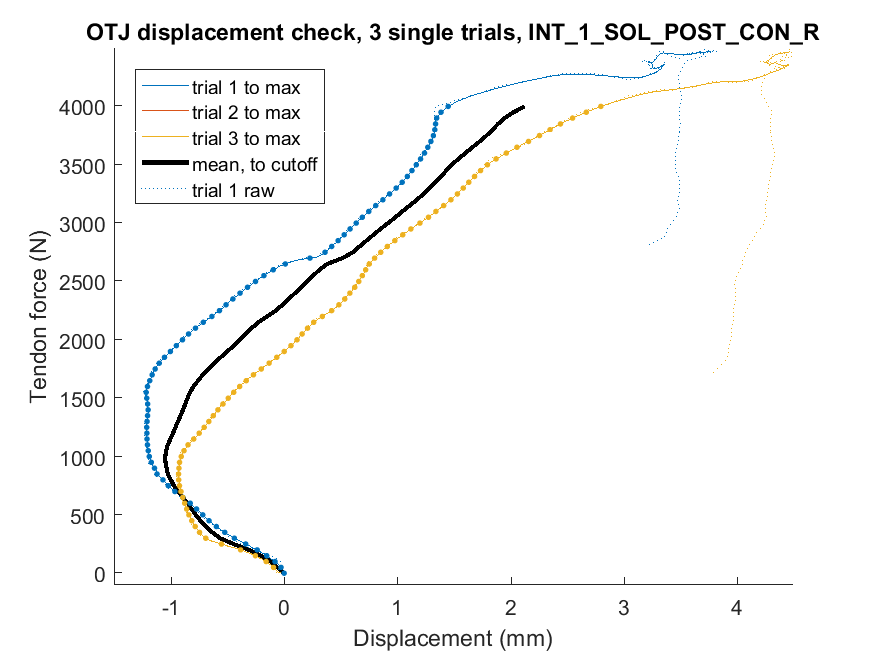 OTJ displacement check, 3 single trials, INT_1_SOL_POST_CON_R
trial 1 to max
trial 2 to max
trial 3 to max
mean, to cutoff
trial 1 raw
4000
3500
3000
2500
2000
1500
1000
500
0
Tendon force (N)
-1 0 1 2 3 4
Displacement (mm)